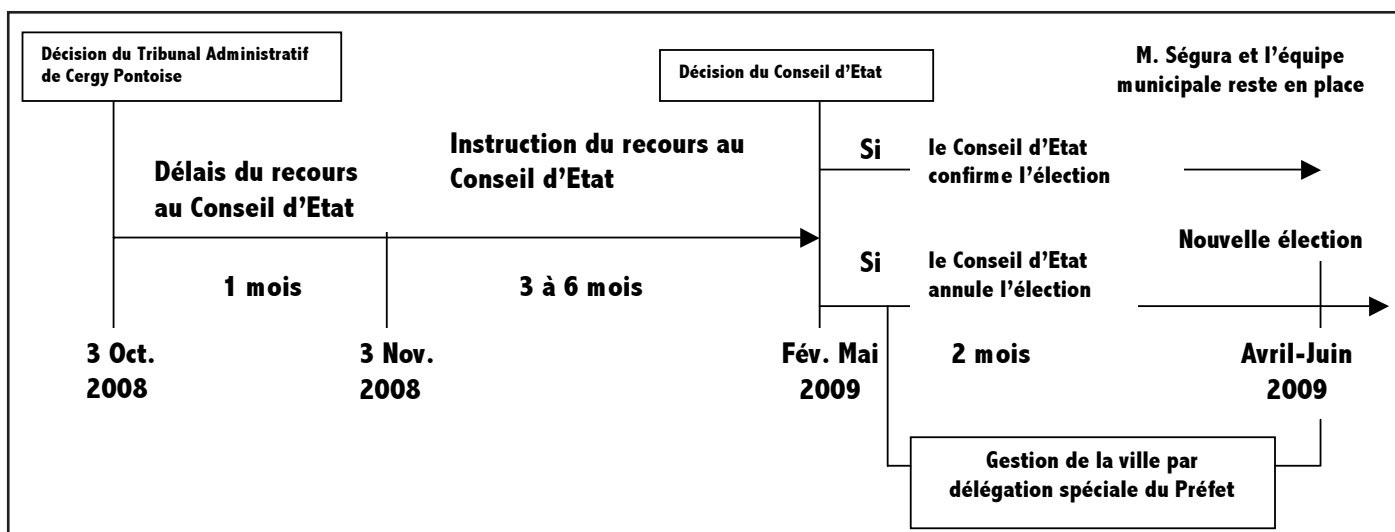 Décision du Tribunal Administratif
de Cergy Pontoise
Décision du Conseil d'Etat
M. Ségura et l'équipe
municipale reste en place
Délais du recours
au Conseil d'Etat
Instruction du recours au
Conseil d'Etat
Si
le Conseil d'Etat
confirme l'élection
Nouvelle élection
Si
le Conseil d'Etat
annule l'élection
1 mois
3 à 6 mois
3 Oct.
2008
3 Nov.
2008
Fév. Mai
2009
2 mois
Avril-Juin
2009
Gestion de la ville par
délégation spéciale du Préfet